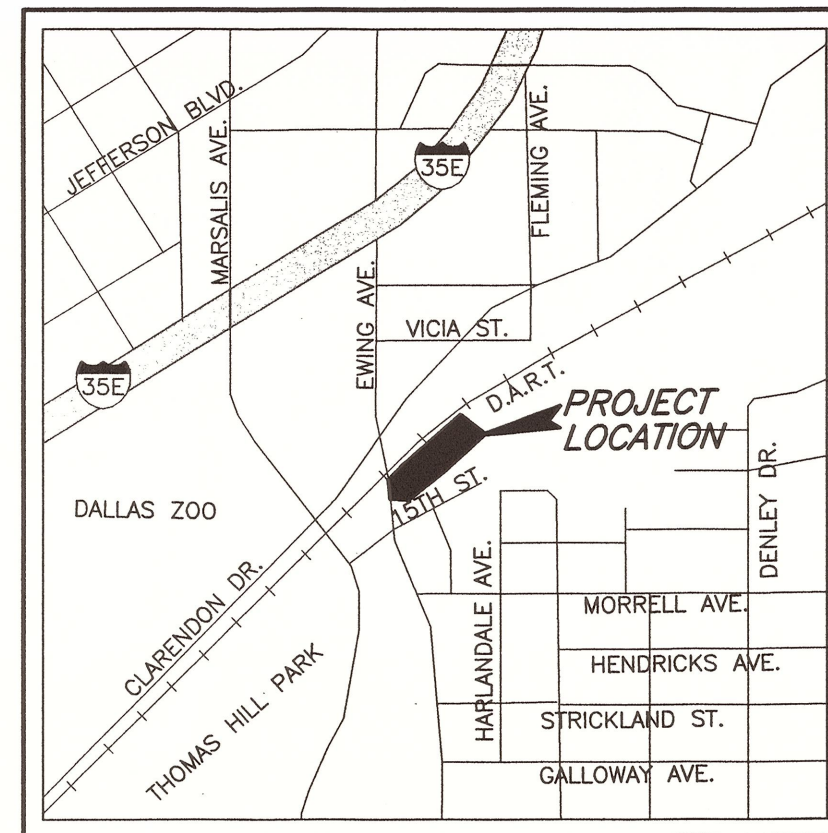 JEFFERSON BLVD.
MARSALIS AVE.
FLEMING AVE.
35E
EWING AVE.
VICIA ST.
35E
D.A.R.T.
PROJECT
LOCATION
DALLAS ZOO
15TH ST.
DENLEY DR.
CLARENDON DR.
HARLANDALE AVE.
MORRELL AVE.
THOMAS HILL PARK
HENDRICKS AVE.
STRICKLAND ST.
GALLOWAY AVE.